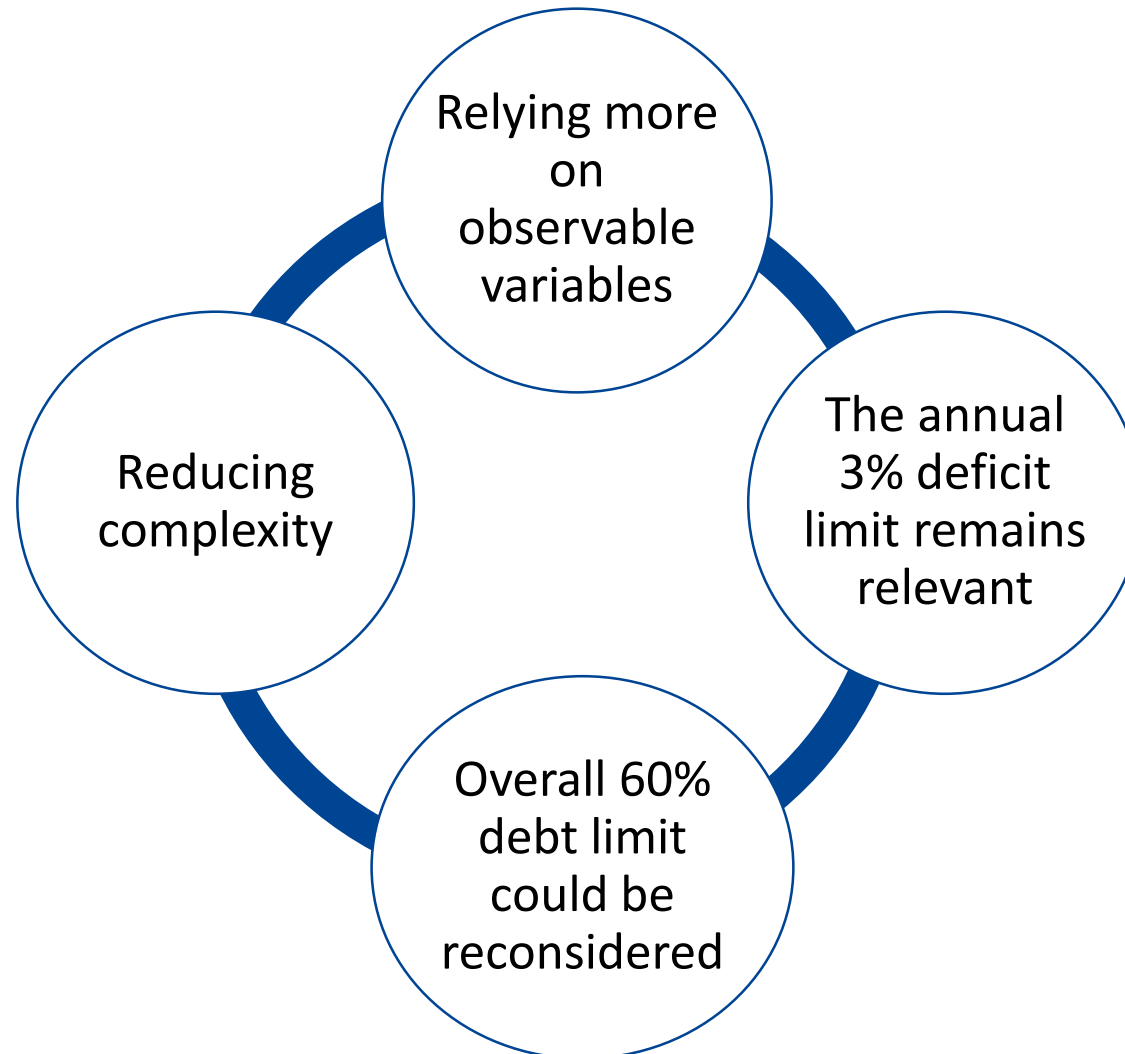 Relying more
on
observable
variables
The annual
3% deficit
limit remains
relevant
Overall 60%
debt limit
could be
reconsidered
Reducing
complexity